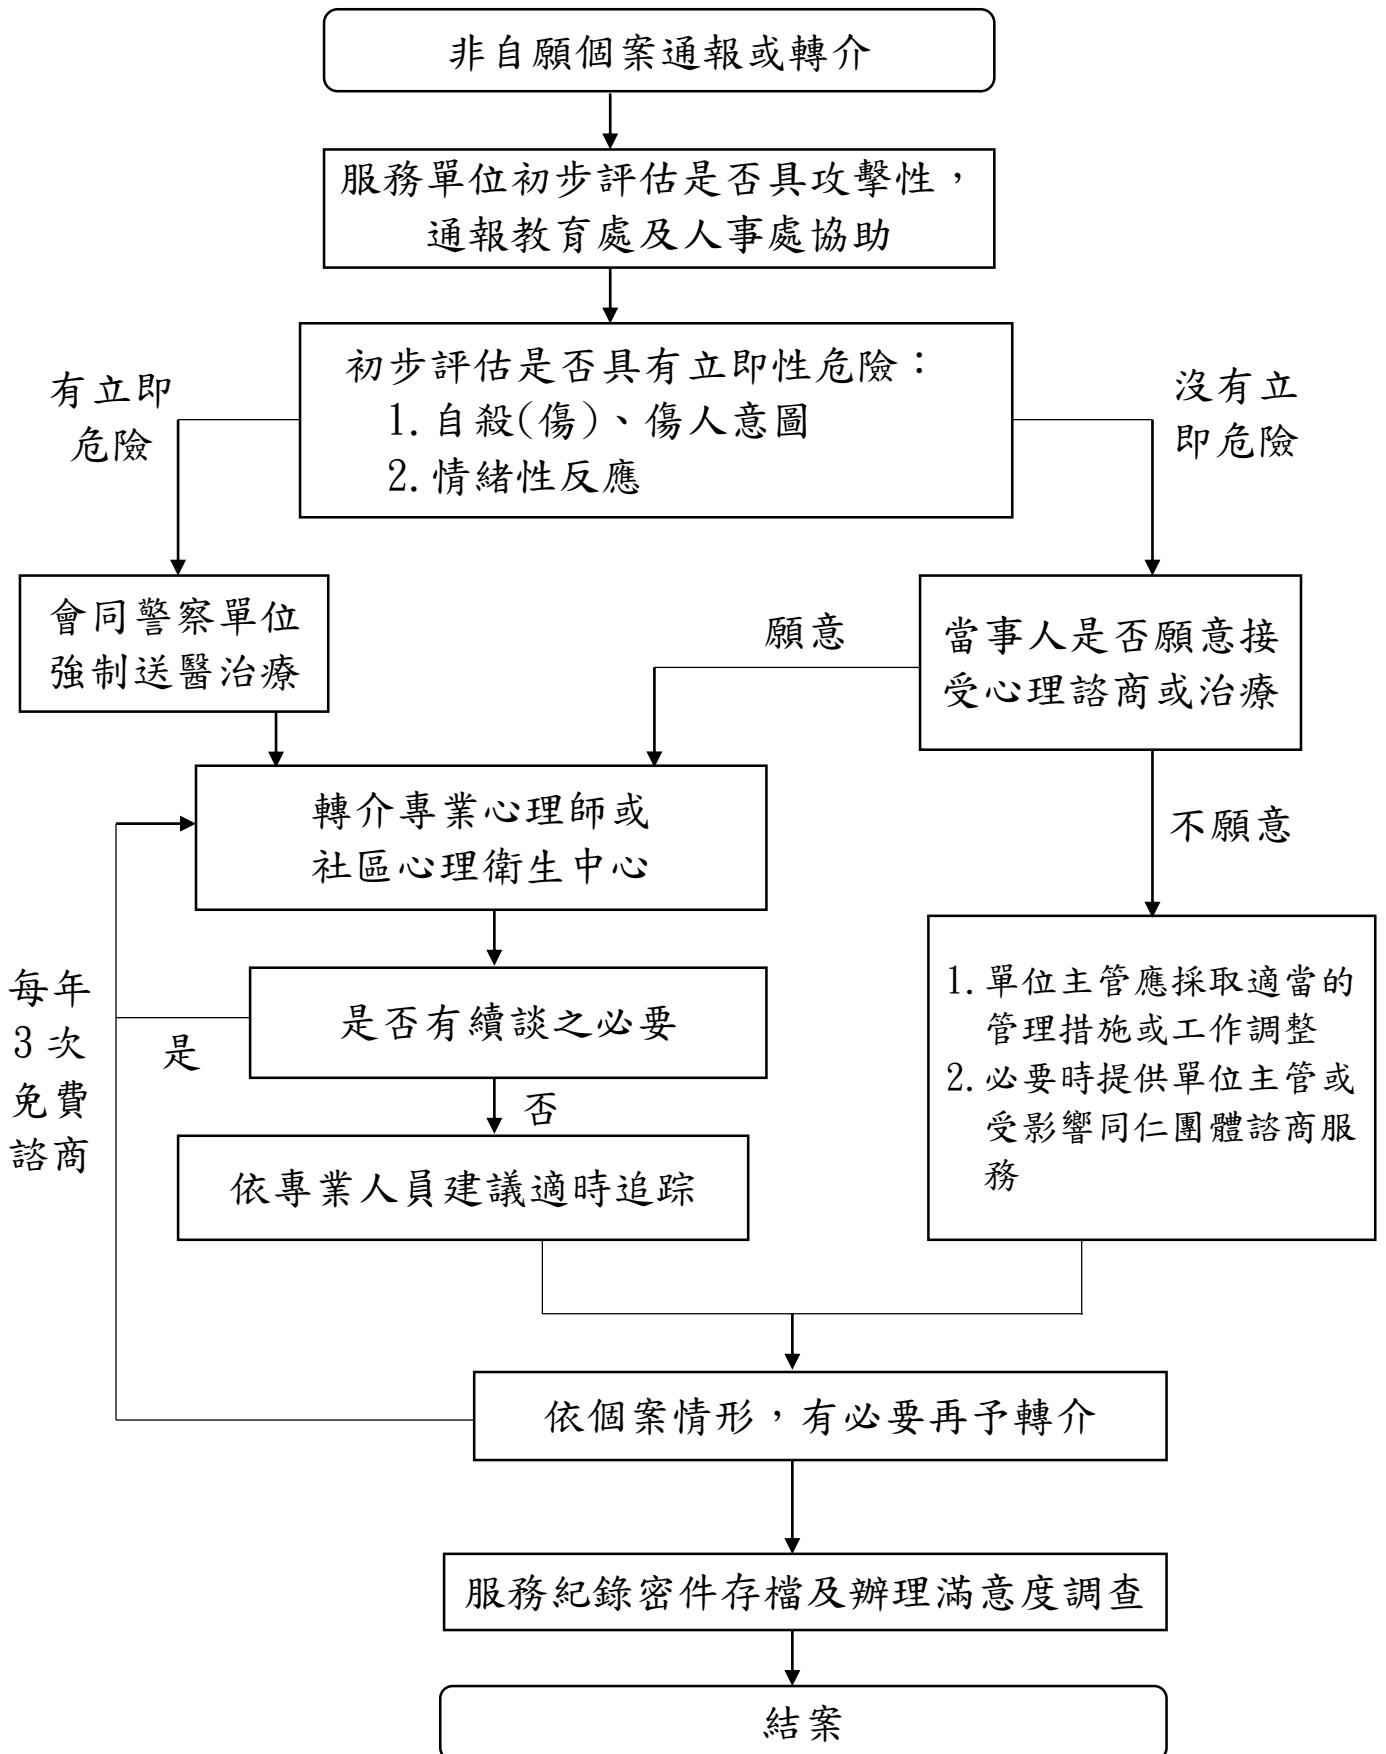 非自願個案通報或轉介
服務單位初步評估是否具攻擊性，
通報教育處及人事處協助
初步評估是否具有立即性危險：
1.自殺(傷)、傷人意圖
2.情緒性反應
有立即
危險
沒有立
即危險
會同警察單位
強制送醫治療
願意
當事人是否願意接
受心理諮商或治療
轉介專業心理師或
社區心理衛生中心
不願意
每年
3次
免費
諮商
是
是否有續談之必要
否
1.單位主管應採取適當的
管理措施或工作調整
2.必要時提供單位主管或
受影響同仁團體諮商服
務
依專業人員建議適時追踪
依個案情形，有必要再予轉介
服務紀錄密件存檔及辦理滿意度調查
結案